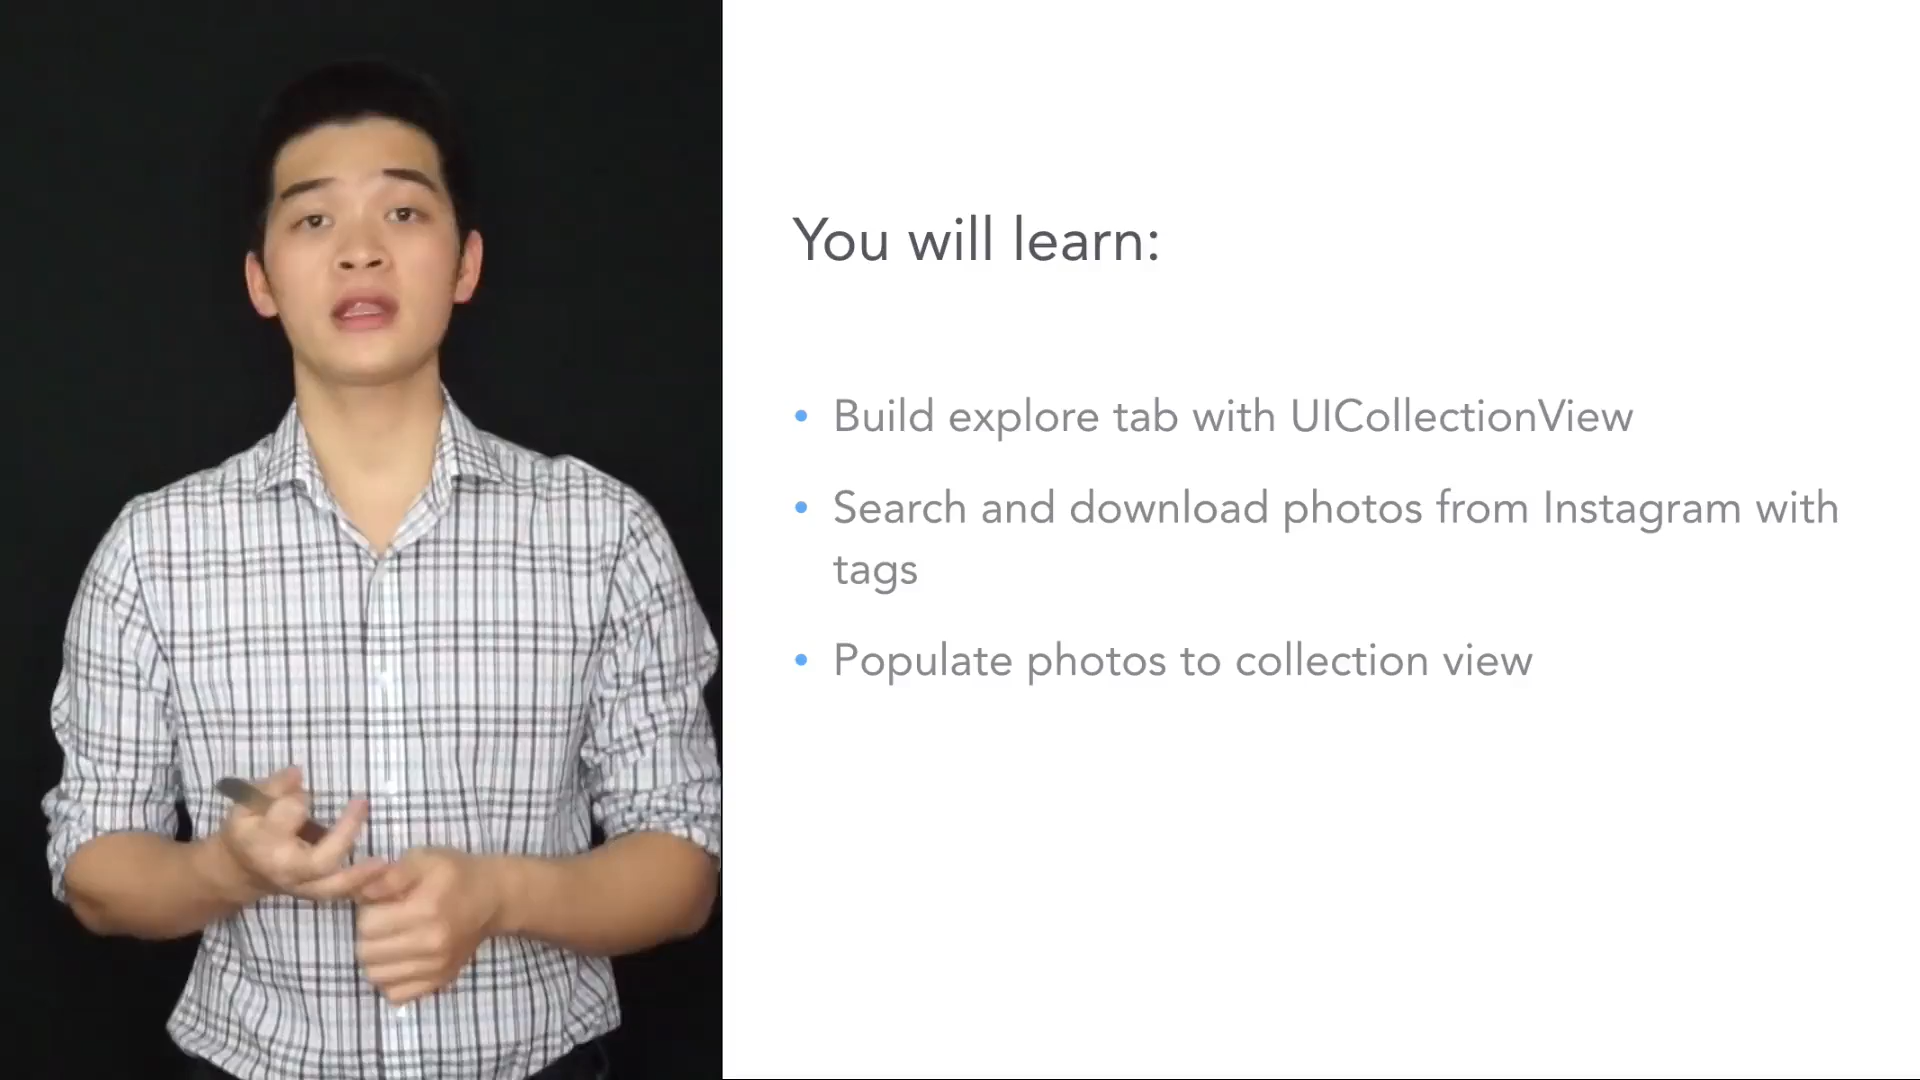 You will learn:
• Build explore tab with UICollectionView
• Search and download photos from Instagram with
tags
• Populate photos to collection view